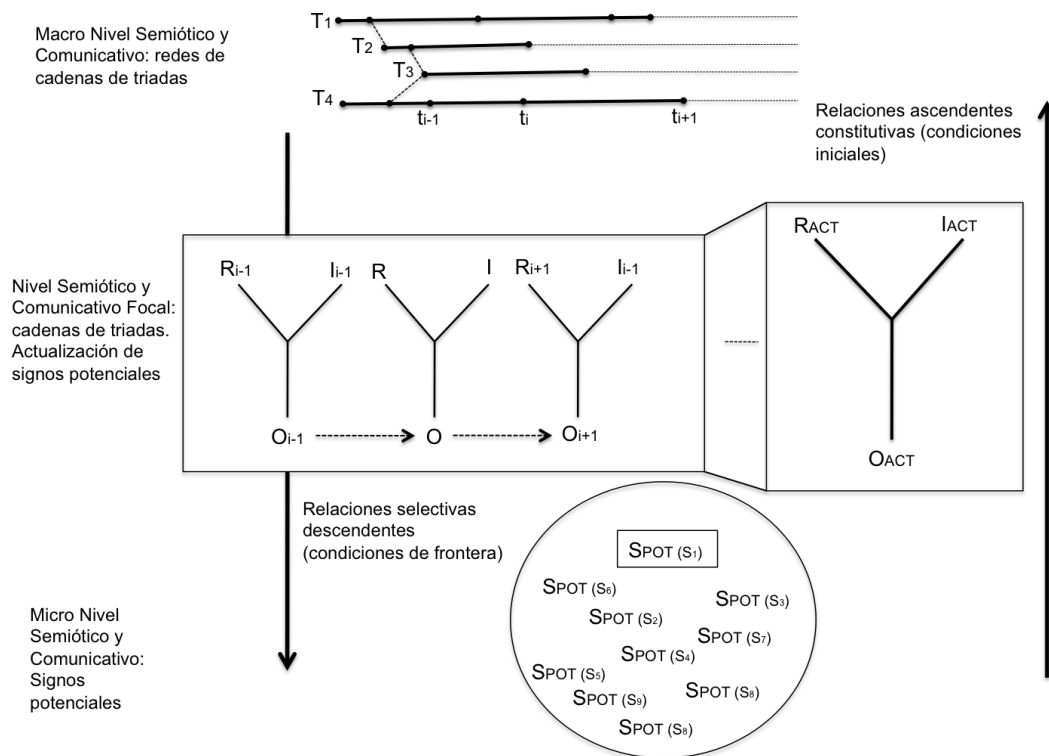 Macro Nivel Semiótico y
Comunicativo: redes de
cadenas de triadas
T1
T2
T3
T4
ti-1
ti
ti+1
Relaciones ascendentes
constitutivas (condiciones
iniciales)
Nivel Semiótico y
Comunicativo Focal:
cadenas de triadas.
Actualización de
signos potenciales
Ri-1
Ii-1
R
I
Ri+1
Ii-1
Oi-1
O
Oi+1
RACT
IACT
OACT
Relaciones selectivas
descendentes
(condiciones de frontera)
Micro Nivel
Semiótico y
Comunicativo:
Signos
potenciales
SPOT (S1)
SPOT (S6)
SPOT (S3)
SPOT (S2)
SPOT (S7)
SPOT (S4)
SPOT (S5)
SPOT (S8)
SPOT (S9)
SPOT (S8)